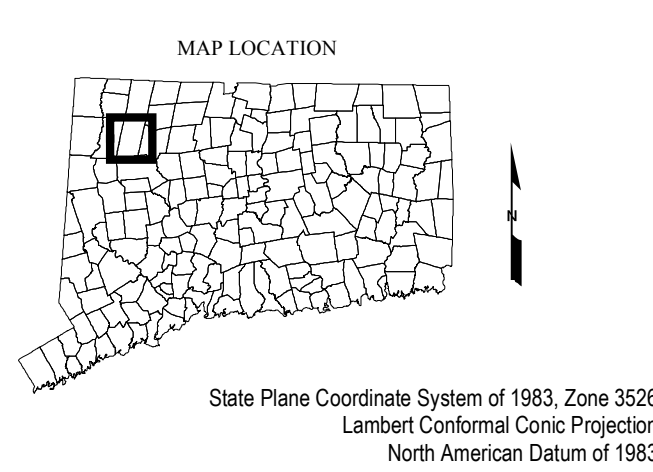 MAP LOCATION
N
State Plane Coordinate System of 1983, Zone 3526
Lambert Conformal Conic Projection
North American Datum of 1983